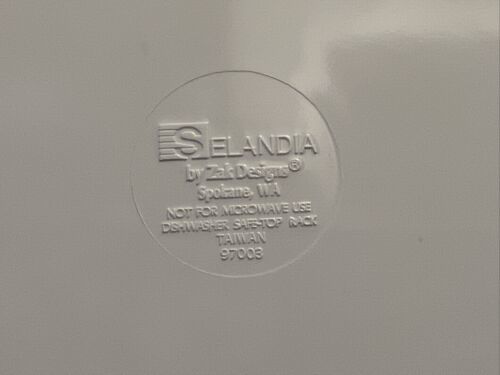 SELANDIA
by Zak Designs®
Spokane, WA
NOT FOR MICROWAVE USE
DISHWASHER SAFE-TOP RACK
TAIWAN
97003